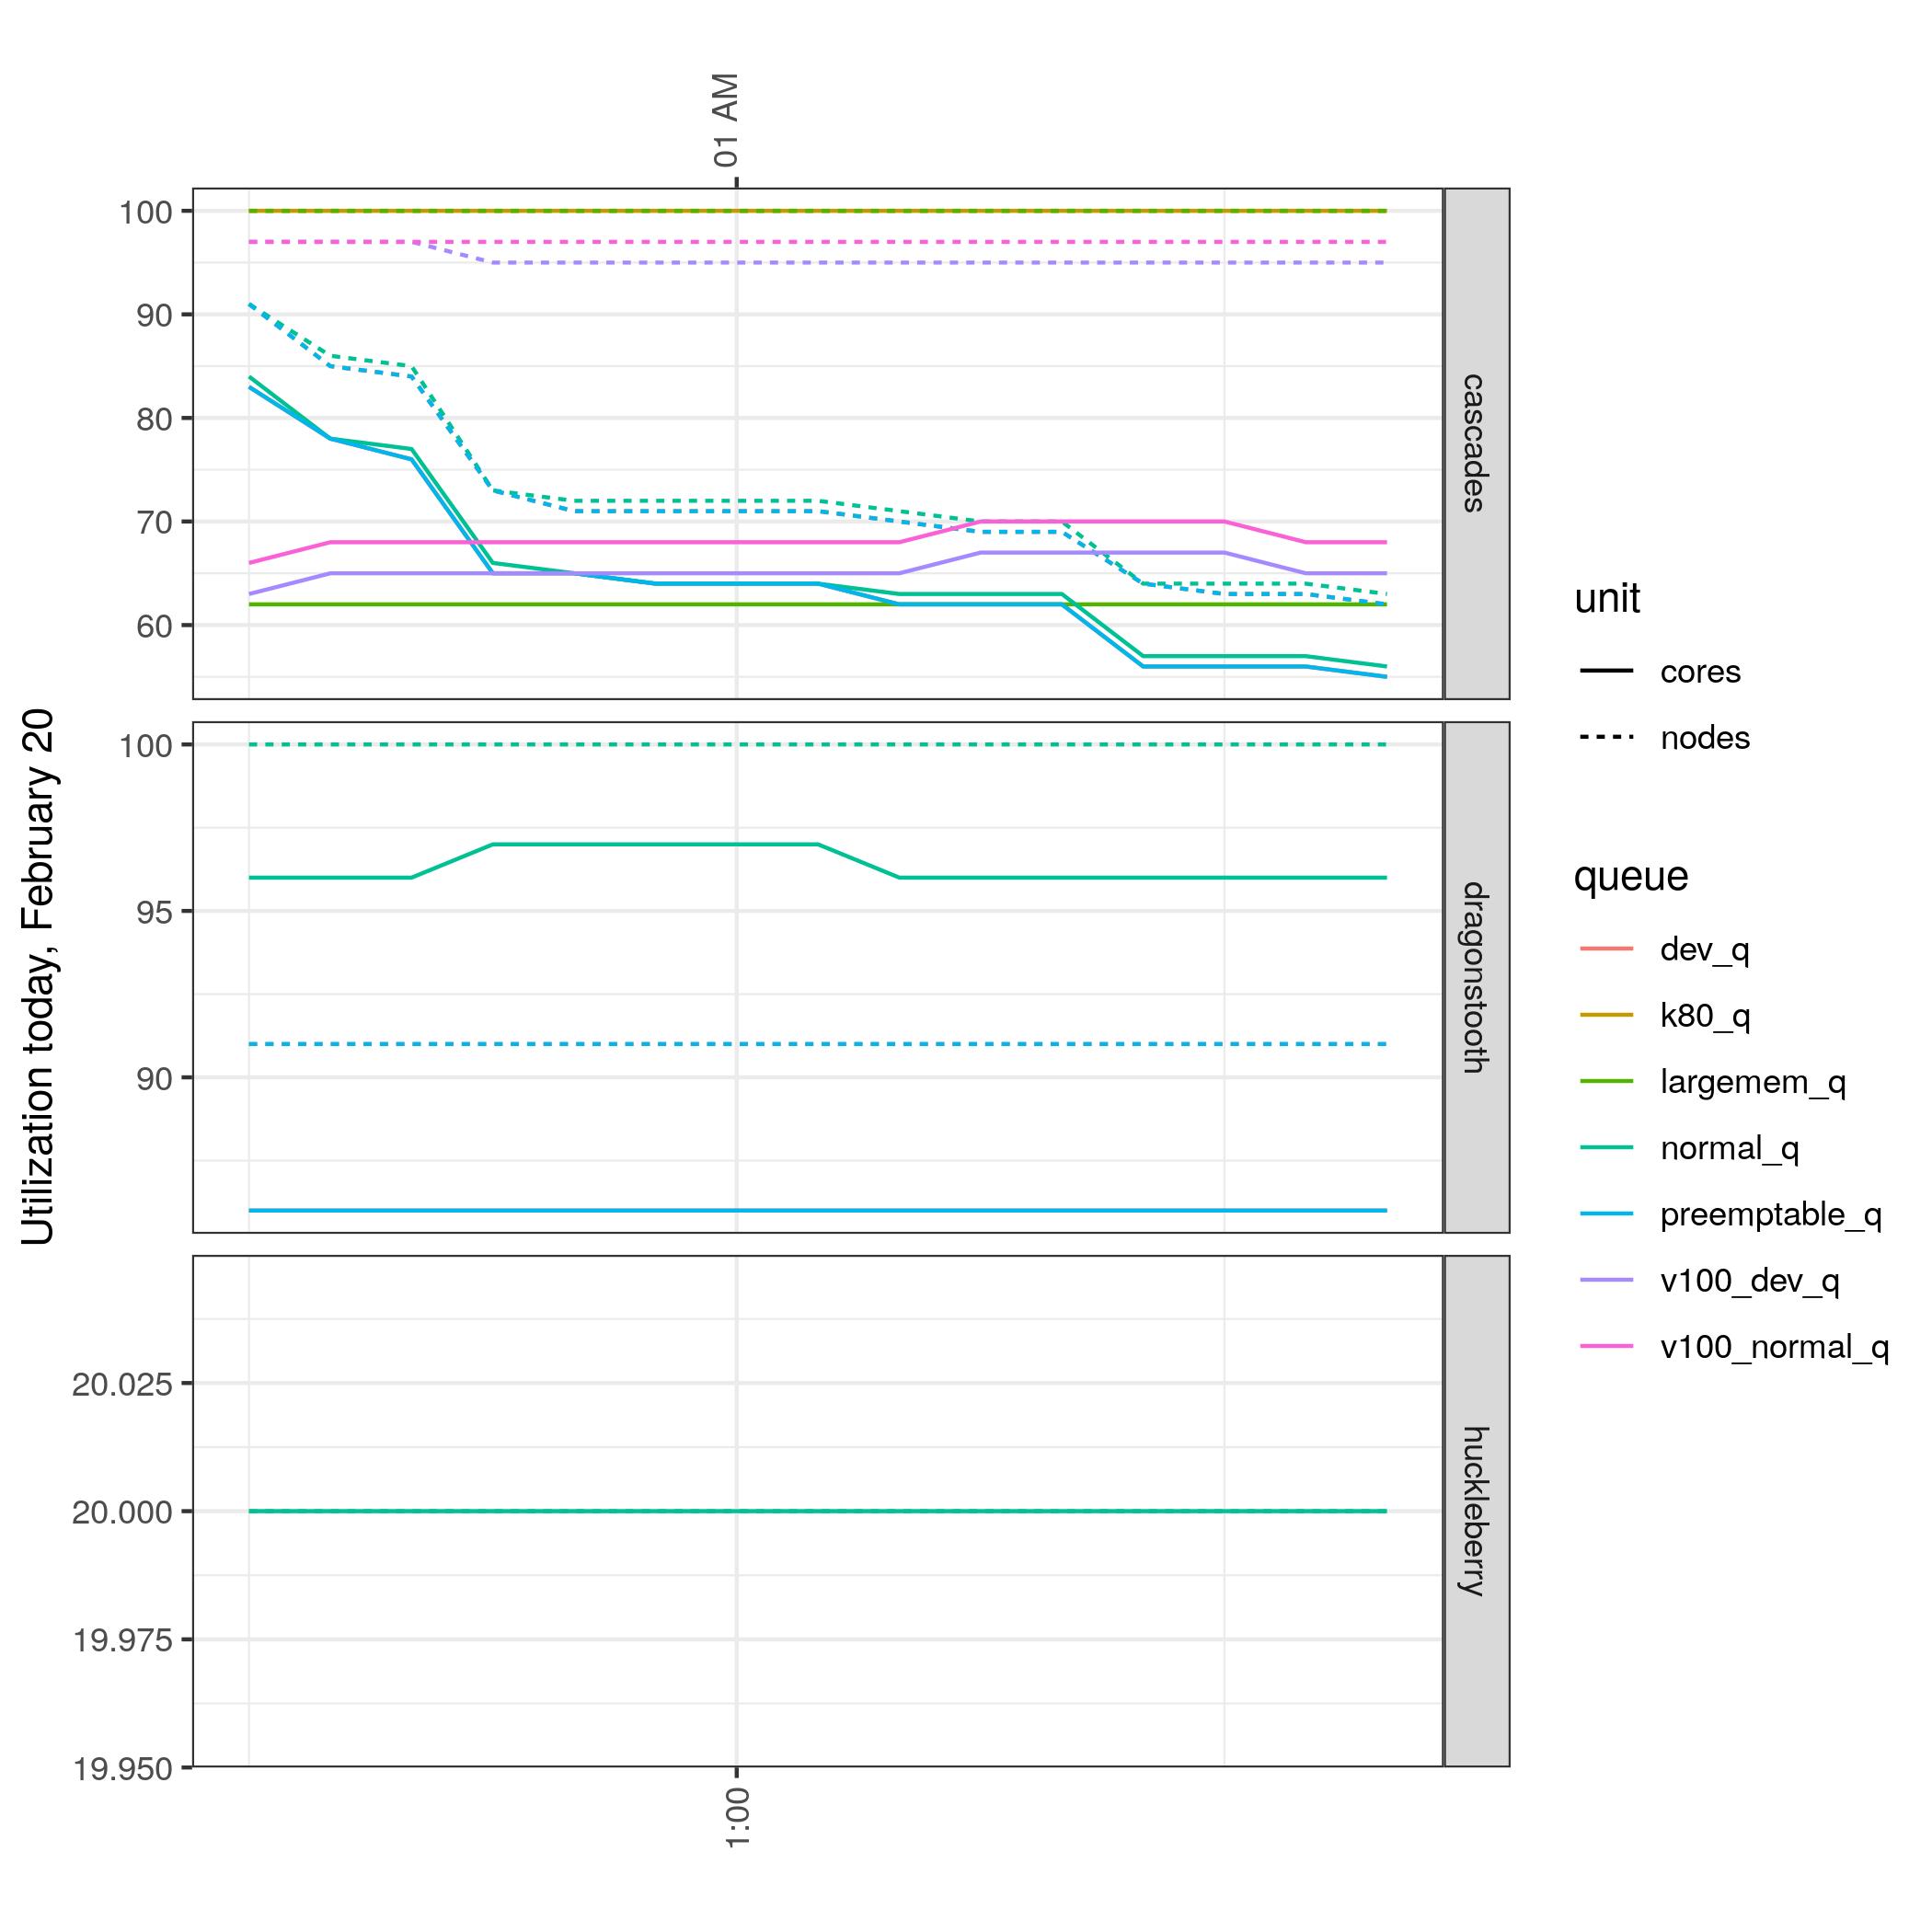 01 AM
100
90
80
70
60
cascades
100
95
90
dragonstooth
20.025
20.000
19.975
19.950
huckleberry
1:00
Utilization today, February 20
unit
cores
nodes
queue
dev_q
k80_q
largemem_q
normal_q
preemptable_q
v100_dev_q
v100_normal_q